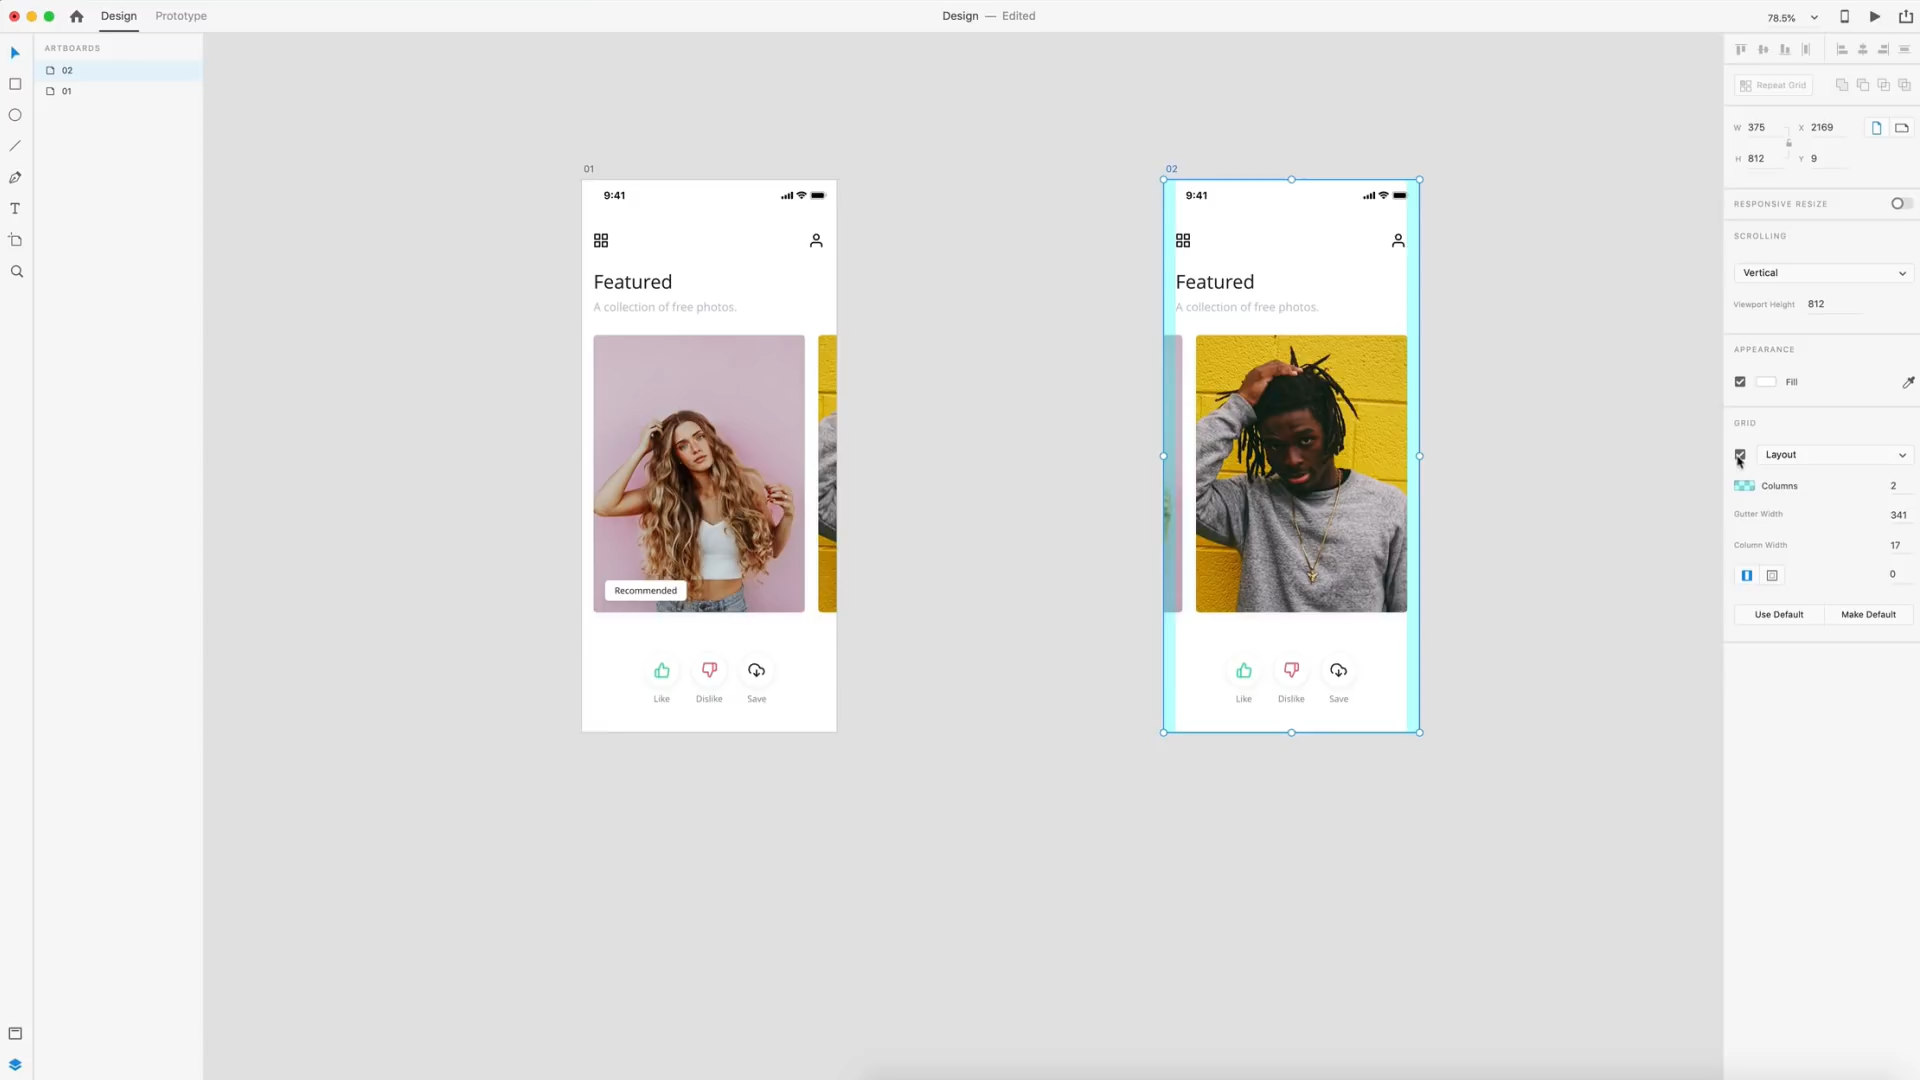 Design Prototype
Design — Edited
78.5%
ARTBOARDS
02
01
01
9:41
Featured
A collection of free photos.
Recommended
Like Dislike Save
02
9:41
Featured
A collection of free photos.
Like Dislike Save
Repeat Grid
W 375 X 2169
H 812 Y 9
RESPONSIVE RESIZE
SCROLLING
Vertical
Viewport Height 812
APPEARANCE
Fill
GRID
Layout
Columns 2
Gutter Width 341
Column Width 17
0
Use Default Make Default